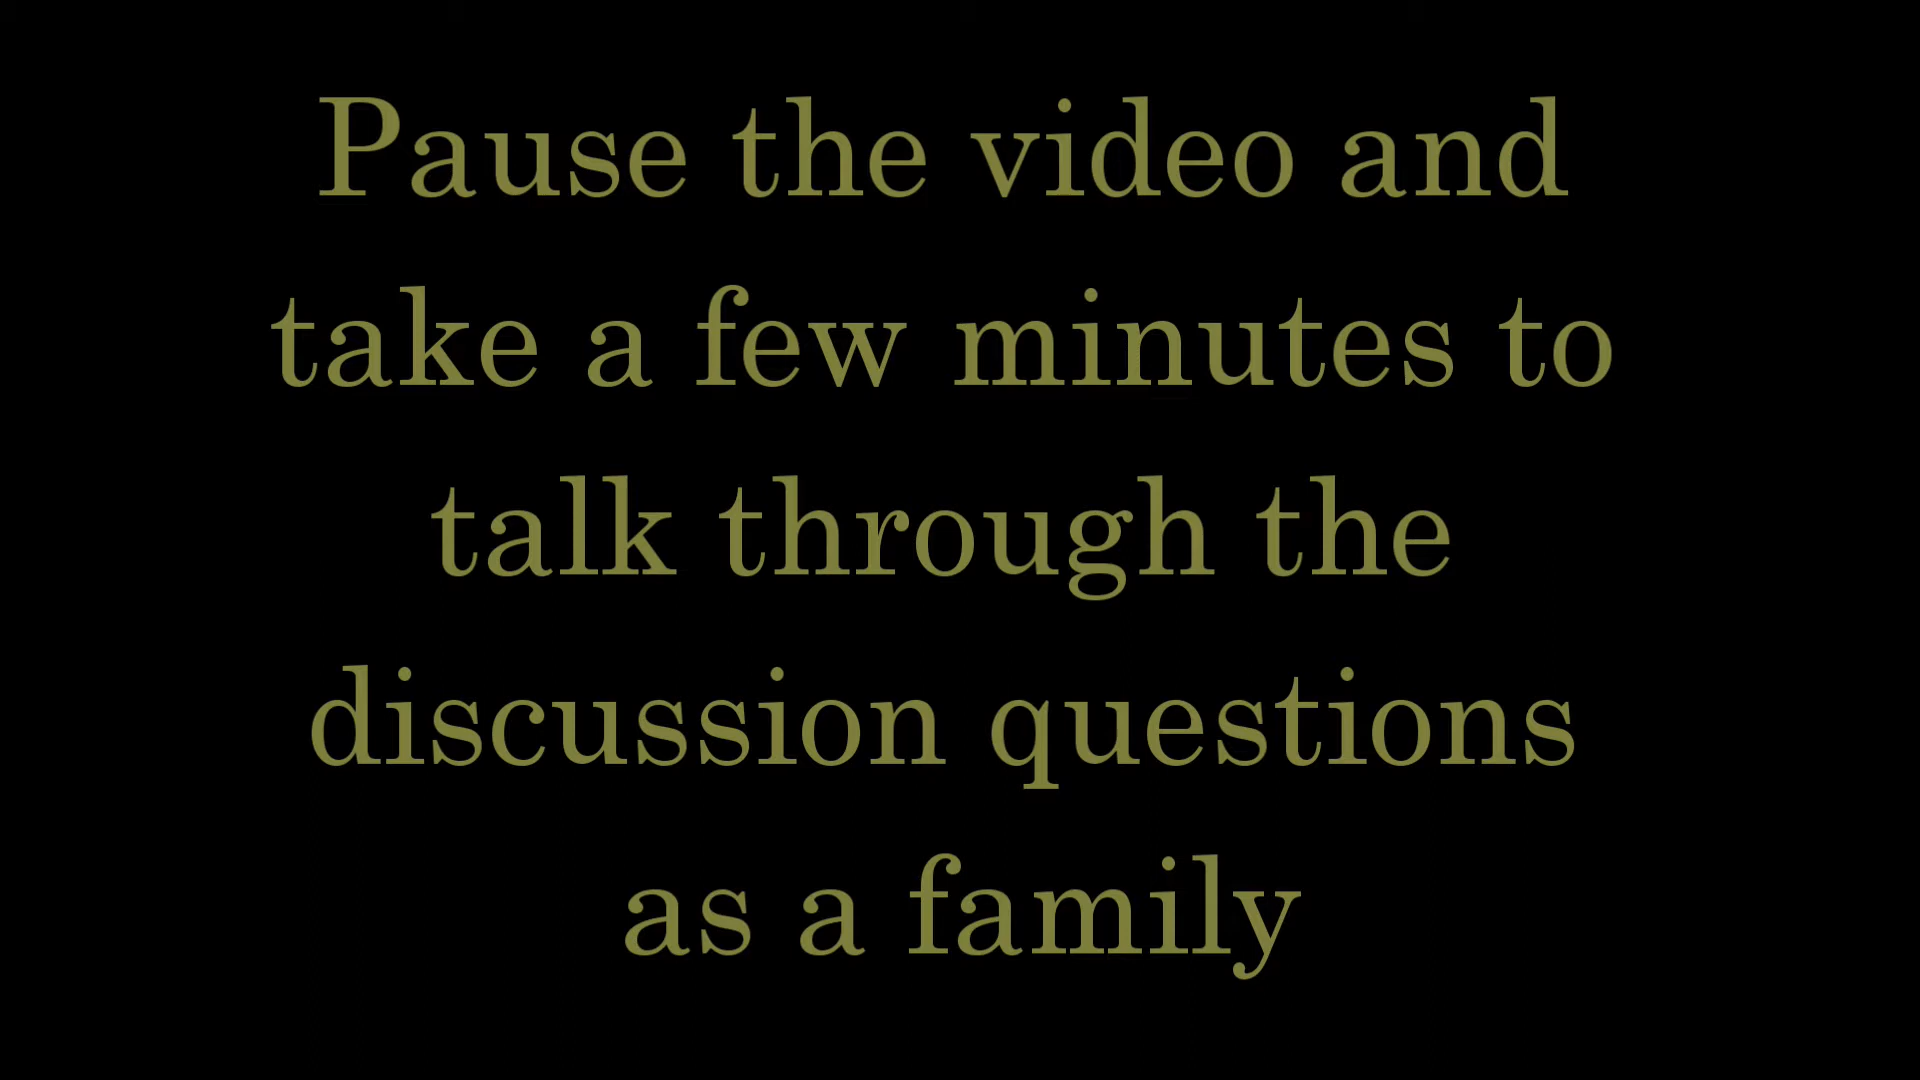 Pause the video and
take a few minutes to
talk through the
discussion questions
as a family